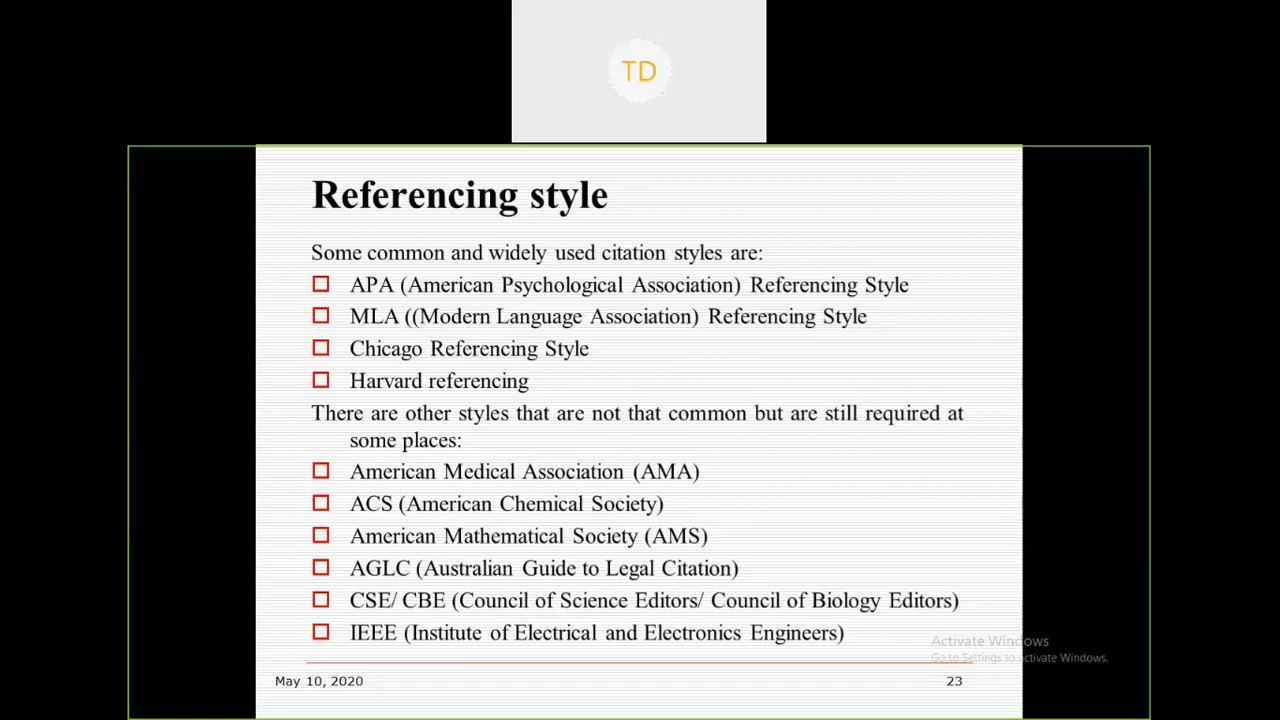 TD
Referencing style
Some common and widely used citation styles are:
APA (American Psychological Association) Referencing Style
MLA ((Modern Language Association) Referencing Style
Chicago Referencing Style
Harvard referencing
There are other styles that are not that common but are still required at
some places:
American Medical Association (AMA)
ACS (American Chemical Society)
American Mathematical Society (AMS)
AGLC (Australian Guide to Legal Citation)
CSE/ CBE (Council of Science Editors/ Council of Biology Editors)
IEEE (Institute of Electrical and Electronics Engineers)
Activate Windows
Go to Settings to activate Windows.
May 10, 2020
23